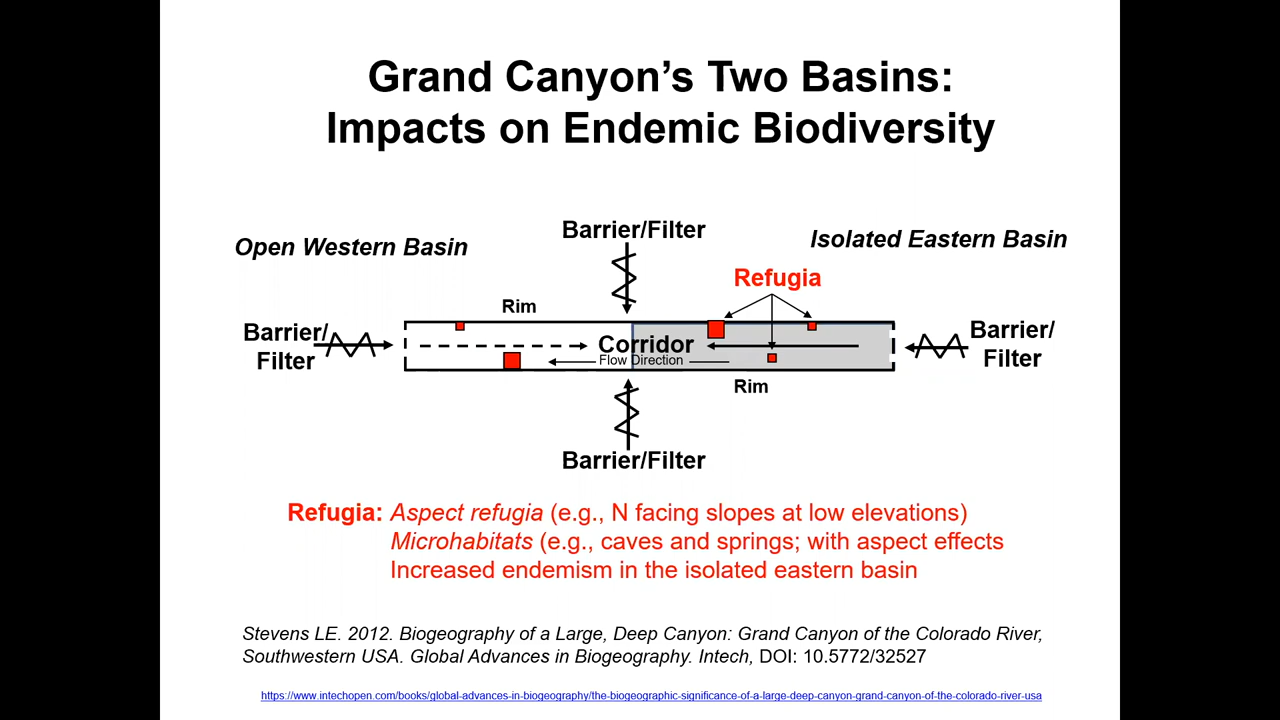 Grand Canyon’s Two Basins:
Impacts on Endemic Biodiversity
Open Western Basin
Barrier/Filter
Isolated Eastern Basin
Refugia
Rim
Barrier/
Filter
Corridor
Flow Direction
Barrier/
Filter
Rim
Barrier/Filter
Refugia: Aspect refugia (e.g., N facing slopes at low elevations)
Microhabitats (e.g., caves and springs; with aspect effects
Increased endemism in the isolated eastern basin
Stevens LE. 2012. Biogeography of a Large, Deep Canyon: Grand Canyon of the Colorado River,
Southwestern USA. Global Advances in Biogeography. Intech, DOI: 10.5772/32527
https://www.intechopen.com/books/global-advances-in-biogeography/the-biogeographic-significance-of-a-large-deep-canyon-grand-canyon-of-the-colorado-river-usa